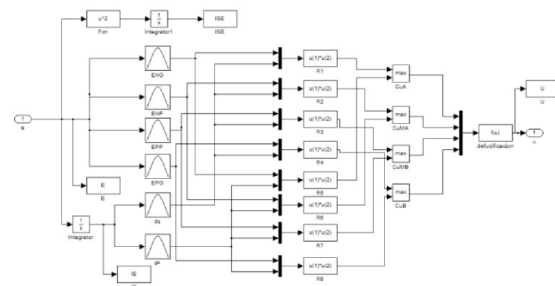 u^2
Fcn
1
s
Integrator1
ISE
ISE
ENG
ENP
EPP
EPG
IN
IP
1
e
E
E
1
s
Integrator
IE
u(1)*u(2)
R1
u(1)*u(2)
R2
u(1)*u(2)
R3
u(1)*u(2)
R4
u(1)*u(2)
R5
u(1)*u(2)
R6
u(1)*u(2)
R7
u(1)*u(2)
R8
max
CuA
max
CuMA
max
CuMB
max
CuB
f(u)
defuzificacion
U
U
1
u